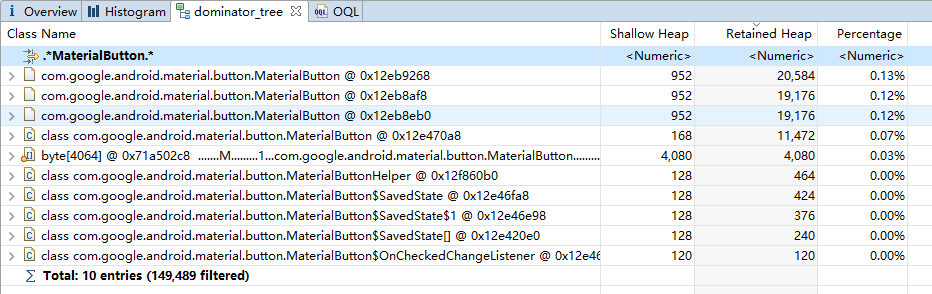 Overview Histogram dominator_tree OQL
Class Name Shallow Heap Retained Heap Percentage
.*MaterialButton.* <Numeric> <Numeric> <Numeric>
com.google.android.material.button.MaterialButton @ 0x12eb9268 952 20,584 0.13%
com.google.android.material.button.MaterialButton @ 0x12eb8af8 952 19,176 0.12%
com.google.android.material.button.MaterialButton @ 0x12eb8eb0 952 19,176 0.12%
class com.google.android.material.button.MaterialButton @ 0x12e470a8 168 11,472 0.07%
byte[4064] @ 0x71a502c8 .......M.........1...com.google.android.material.button.MaterialButton......... 4,080 4,080 0.03%
class com.google.android.material.button.MaterialButtonHelper @ 0x12f860b0 128 464 0.00%
class com.google.android.material.button.MaterialButton$SavedState @ 0x12e46fa8 128 424 0.00%
class com.google.android.material.button.MaterialButton$SavedState$1 @ 0x12e46e98 128 376 0.00%
class com.google.android.material.button.MaterialButton$SavedState[] @ 0x12e420e0 128 240 0.00%
class com.google.android.material.button.MaterialButton$OnCheckedChangeListener @ 0x12e46 120 120 0.00%
Total: 10 entries (149,489 filtered)